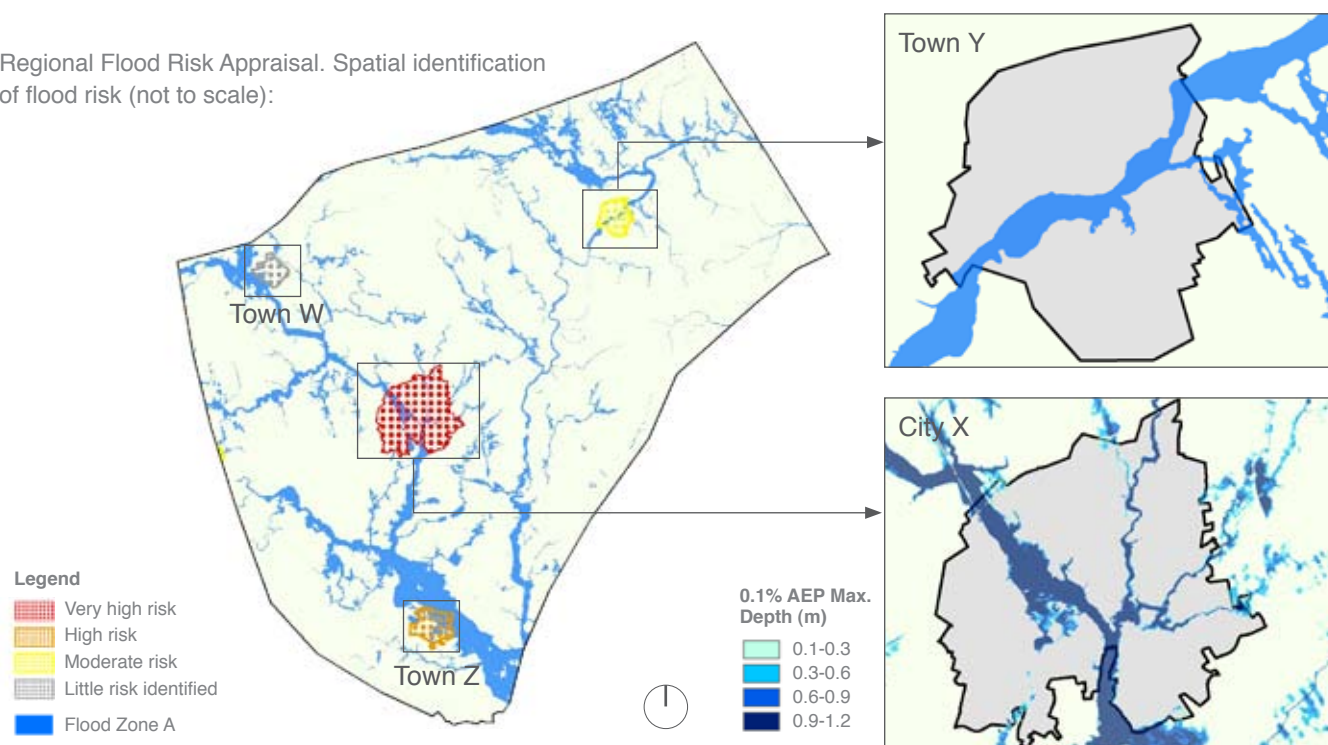 Regional Flood Risk Appraisal. Spatial identification
of flood risk (not to scale):
Town Y
Town W
City X
Town Z
Legend
Very high risk
High risk
Moderate risk
Little risk identified
Flood Zone A
0.1% AEP Max.
Depth (m)
0.1-0.3
0.3-0.6
0.6-0.9
0.9-1.2